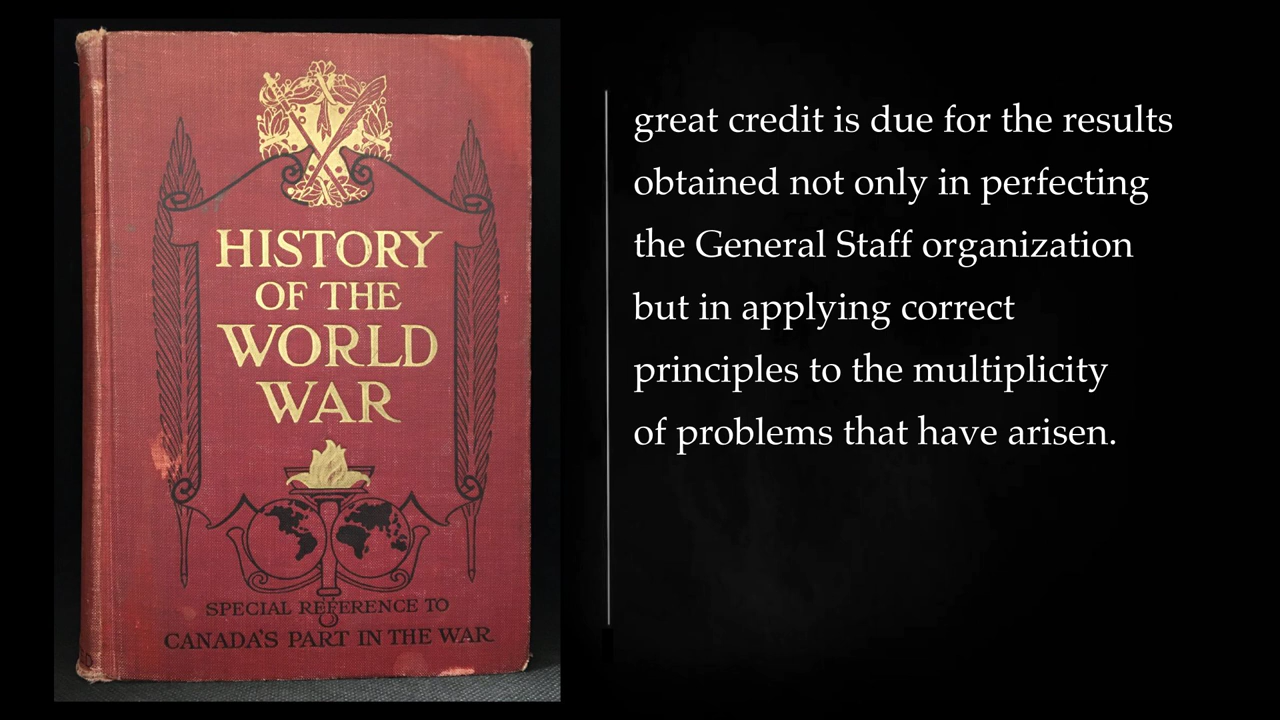 HISTORY
OF THE
WORLD
WAR
SPECIAL REFERENCE TO
CANADA'S PART IN THE WAR
great credit is due for the results
obtained not only in perfecting
the General Staff organization
but in applying correct
principles to the multiplicity
of problems that have arisen.